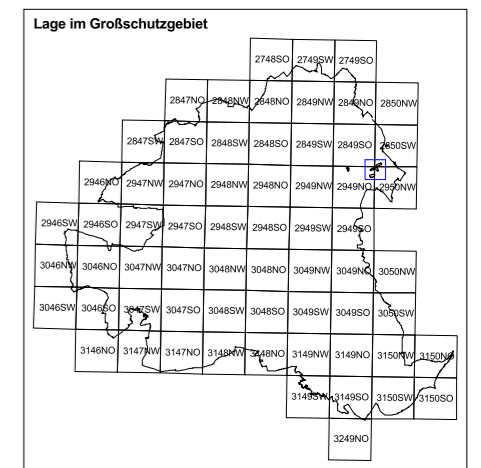 Lage im Großschutzgebiet
2748SO 2749SW 2749SO
2847NO 2848NW 2848NO 2849NW 2849NO 2850NW
2847SW 2847SO 2848SW 2848SO 2849SW 2849SO 2850SW
2946NO 2947NW 2947NO 2948NW 2948NO 2949NW 2949NO 2950NW
2946SW 2946SO 2947SW 2947SO 2948SW 2948SO 2949SW 2949SO
3046NW 3046NO 3047NW 3047NO 3048NW 3048NO 3049NW 3049NO 3050NW
3046SW 3046SO 3047SW 3047SO 3048SW 3048SO 3049SW 3049SO 3050SW
3146NO 3147NW 3147NO 3148NW 3148NO 3149NW 3149NO 3150NW 3150NO
3149SW 3149SO 3150SW 3150SO
3249NO